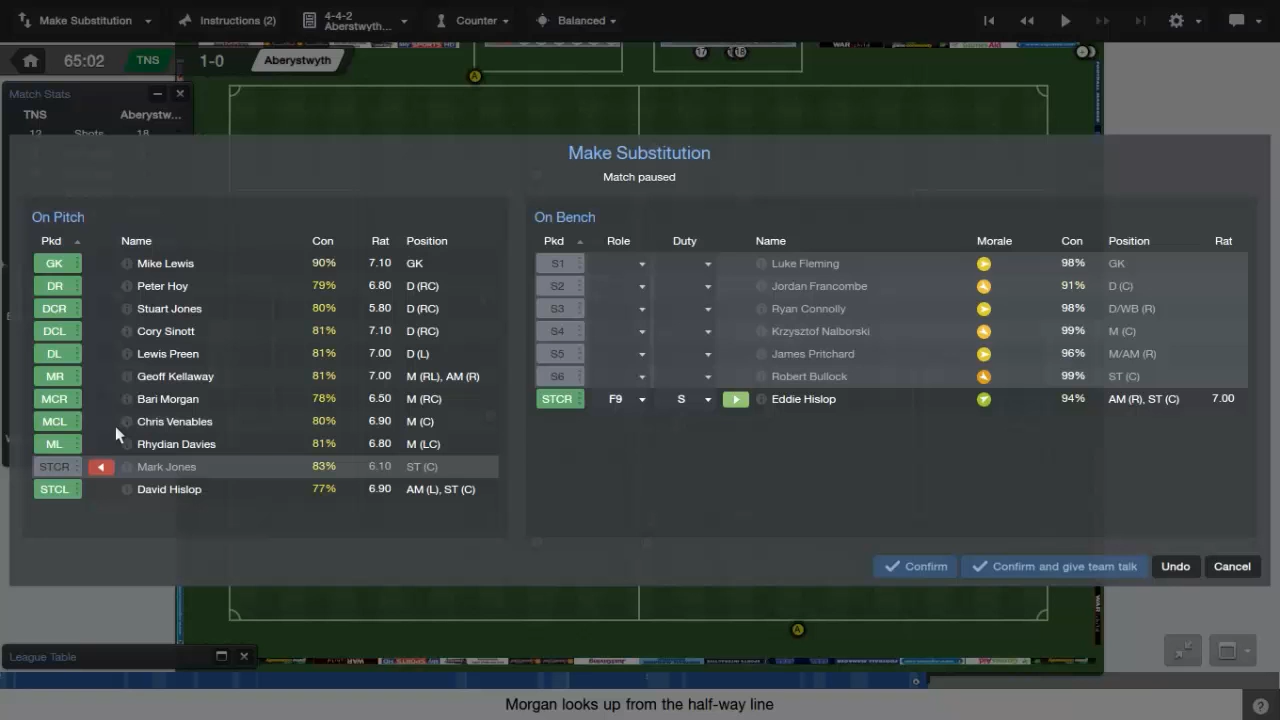 Make Substitution
Instructions (2)
4-4-2
Aberystwyth...
Counter
Balanced
17
18
A
65:02
TNS
1-0
Aberystwyth
Match Stats
TNS
Aberystw...
12 Shots 18
Make Substitution
Match paused
On Pitch
Pkd Name Con Rat Position
GK Mike Lewis 90% 7.10 GK
DR Peter Hoy 79% 6.80 D (RC)
DCR Stuart Jones 80% 5.80 D (RC)
DCL Cory Sinott 81% 7.10 D (RC)
DL Lewis Preen 81% 7.00 D (L)
MR Geoff Kellaway 81% 7.00 M (RL), AM (R)
MCR Bari Morgan 78% 6.50 M (RC)
MCL Chris Venables 80% 6.90 M (C)
ML Rhydian Davies 81% 6.80 M (LC)
STCR Mark Jones 83% 6.10 ST (C)
STCL David Hislop 77% 6.90 AM (L), ST (C)
On Bench
Pkd Role Duty Name Morale Con Position Rat
S1 Luke Fleming 98% GK
S2 Jordan Francombe 91% D (C)
S3 Ryan Connolly 98% D/WB (R)
S4 Krzysztof Nalborski 99% M (C)
S5 James Pritchard 96% M/AM (R)
S6 Robert Bullock 99% ST (C)
STCR F9 S Eddie Hislop 94% AM (R), ST (C) 7.00
Confirm
Confirm and give team talk
Undo
Cancel
A
League Table
Morgan looks up from the half-way line
?